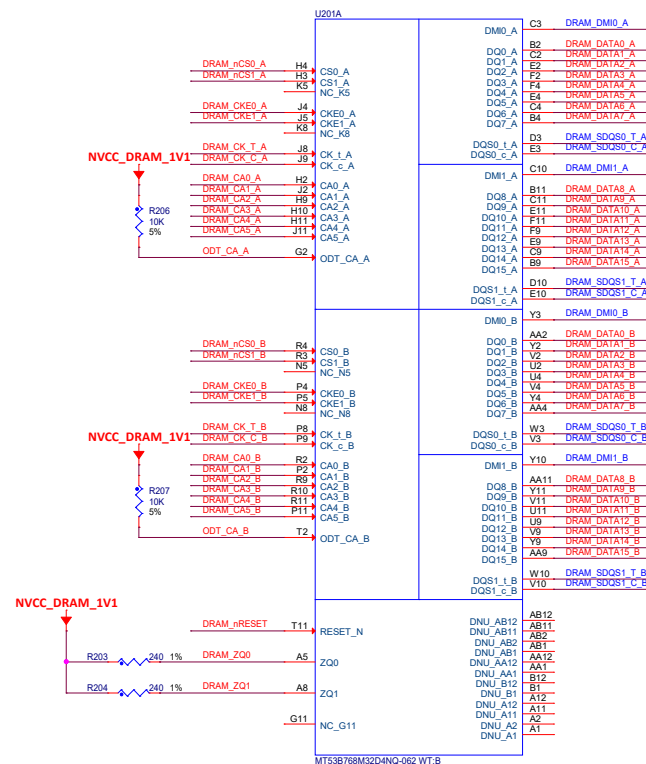 U201A
C3 DRAM_DMI0_A
DMI0_A
B2 DRAM_DATA0_A
DQ0_A
C2 DRAM_DATA1_A
DQ1_A
E2 DRAM_DATA2_A
DQ2_A
F2 DRAM_DATA3_A
DQ3_A
F4 DRAM_DATA4_A
DQ4_A
E4 DRAM_DATA5_A
DQ5_A
C4 DRAM_DATA6_A
DQ6_A
B4 DRAM_DATA7_A
DQ7_A
D3 DRAM_SDQS0_T_A
DQS0_t_A
E3 DRAM_SDQS0_C_A
DQS0_c_A
C10 DRAM_DMI1_A
DMI1_A
B11 DRAM_DATA8_A
DQ8_A
C11 DRAM_DATA9_A
DQ9_A
E11 DRAM_DATA10_A
DQ10_A
F11 DRAM_DATA11_A
DQ11_A
F9 DRAM_DATA12_A
DQ12_A
E9 DRAM_DATA13_A
DQ13_A
C9 DRAM_DATA14_A
DQ14_A
B9 DRAM_DATA15_A
DQ15_A
D10 DRAM_SDQS1_T_A
DQS1_t_A
E10 DRAM_SDQS1_C_A
DQS1_c_A
DRAM_nCS0_A H4 CS0_A
DRAM_nCS1_A H3 CS1_A
K5 NC_K5
DRAM_CKE0_A J4 CKE0_A
DRAM_CKE1_A J5 CKE1_A
K8 NC_K8
DRAM_CK_T_A J8 CK_t_A
DRAM_CK_C_A J9 CK_c_A
NVCC_DRAM_1V1
DRAM_CA0_A H2 CA0_A
DRAM_CA1_A J2 CA1_A
DRAM_CA2_A H9 CA2_A
DRAM_CA3_A H10 CA3_A
DRAM_CA4_A H11 CA4_A
DRAM_CA5_A J11 CA5_A
R206
10K
5%
ODT_CA_A G2 ODT_CA_A
Y3 DRAM_DMI0_B
DMI0_B
AA2 DRAM_DATA0_B
DQ0_B
Y2 DRAM_DATA1_B
DQ1_B
V2 DRAM_DATA2_B
DQ2_B
U2 DRAM_DATA3_B
DQ3_B
U4 DRAM_DATA4_B
DQ4_B
V4 DRAM_DATA5_B
DQ5_B
Y4 DRAM_DATA6_B
DQ6_B
AA4 DRAM_DATA7_B
DQ7_B
W3 DRAM_SDQS0_T_B
DQS0_t_B
V3 DRAM_SDQS0_C_B
DQS0_c_B
Y10 DRAM_DMI1_B
DMI1_B
AA11 DRAM_DATA8_B
DQ8_B
Y11 DRAM_DATA9_B
DQ9_B
V11 DRAM_DATA10_B
DQ10_B
U11 DRAM_DATA11_B
DQ11_B
U9 DRAM_DATA12_B
DQ12_B
V9 DRAM_DATA13_B
DQ13_B
Y9 DRAM_DATA14_B
DQ14_B
AA9 DRAM_DATA15_B
DQ15_B
W10 DRAM_SDQS1_T_B
DQS1_t_B
V10 DRAM_SDQS1_C_B
DQS1_c_B
DRAM_nCS0_B R4 CS0_B
DRAM_nCS1_B R3 CS1_B
N5 NC_N5
DRAM_CKE0_B P4 CKE0_B
DRAM_CKE1_B P5 CKE1_B
N8 NC_N8
DRAM_CK_T_B P8 CK_t_B
DRAM_CK_C_B P9 CK_c_B
NVCC_DRAM_1V1
DRAM_CA0_B R2 CA0_B
DRAM_CA1_B P2 CA1_B
DRAM_CA2_B R9 CA2_B
DRAM_CA3_B R10 CA3_B
DRAM_CA4_B R11 CA4_B
DRAM_CA5_B P11 CA5_B
R207
10K
5%
ODT_CA_B T2 ODT_CA_B
NVCC_DRAM_1V1
DRAM_nRESET T11 RESET_N
R203 240 1% DRAM_ZQ0 A5 ZQ0
R204 240 1% DRAM_ZQ1 A8 ZQ1
G11 NC_G11
DNU_AB12 AB12
DNU_AB11 AB11
DNU_AB2 AB2
DNU_AB1 AB1
DNU_AA12 AA12
DNU_AA1 AA1
DNU_B12 B12
DNU_B1 B1
DNU_A12 A12
DNU_A11 A11
DNU_A2 A2
DNU_A1 A1
MT53B768M32D4NQ-062 WT:B